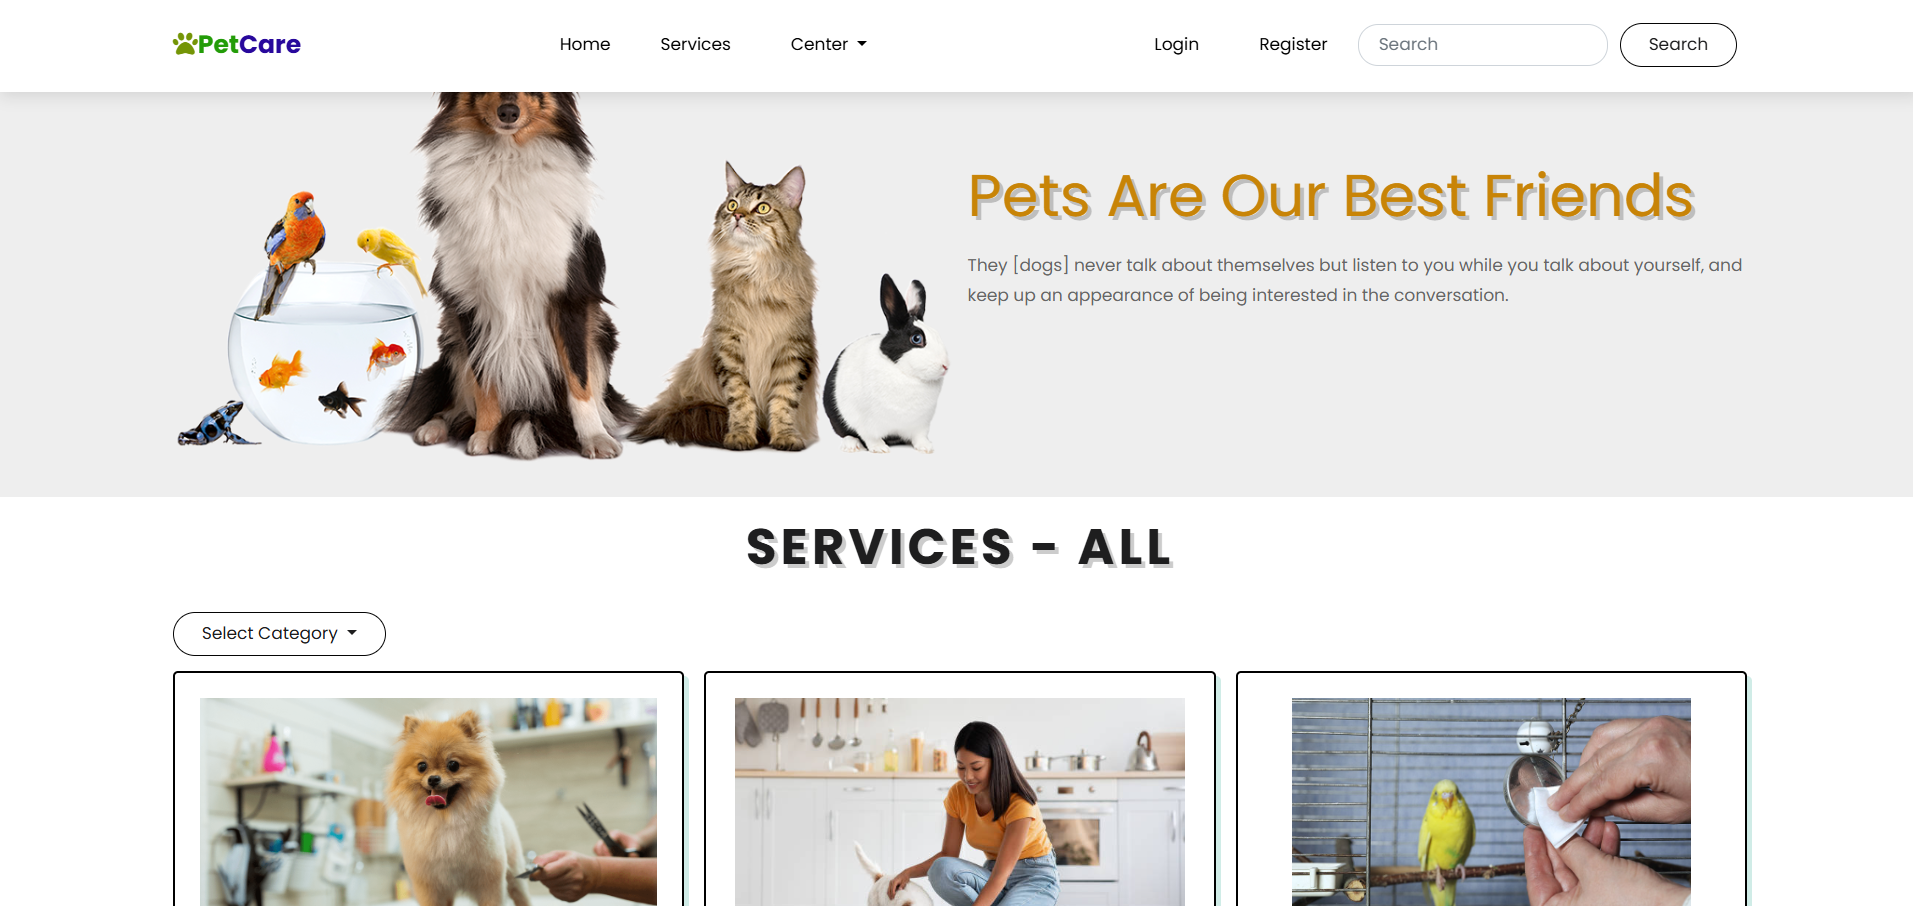 PetCare
Home
Services
Center
Login
Register
Search
Search
Pets Are Our Best Friends
They [dogs] never talk about themselves but listen to you while you talk about yourself, and
keep up an appearance of being interested in the conversation.
SERVICES - ALL
Select Category